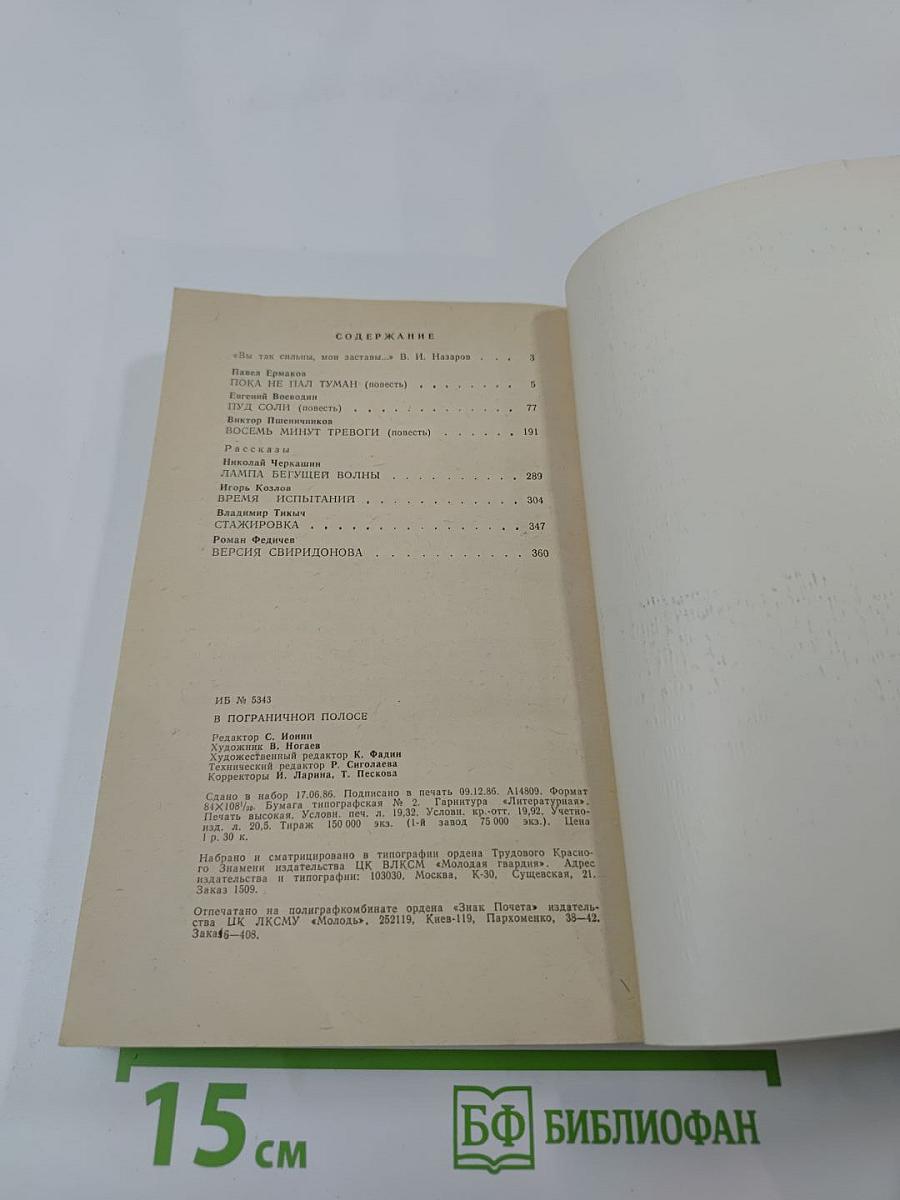 СОДЕРЖАНИЕ
«Вы так сильны, мои заставы...» В. И. Назаров . . . 3
Павел Ермаков
ПОКА НЕ ПАЛ ТУМАН (повесть) . . . . . . . . 5
Евгений Воеводин
ПУД СОЛИ (повесть) . . . . . . . . . . . . . 77
Виктор Пшеничников
ВОСЕМЬ МИНУТ ТРЕВОГИ (повесть) . . . . . . 191
Рассказы
Николай Черкашин
ЛАМПА БЕГУЩЕЙ ВОЛНЫ . . . . . . . . . . 289
Игорь Козлов
ВРЕМЯ ИСПЫТАНИЙ . . . . . . . . . . . . 304
Владимир Тикыч
СТАЖИРОВКА . . . . . . . . . . . . . . . . 347
Роман Федичев
ВЕРСИЯ СВИРИДОНОВА . . . . . . . . . . . . 360
ИБ № 5343
В ПОГРАНИЧНОЙ ПОЛОСЕ
Редактор С. Ионин
Художник В. Ногаев
Художественный редактор К. Фадин
Технический редактор Р. Сиголаева
Корректоры И. Ларина, Т. Пескова
Сдано в набор 17.06.86. Подписано в печать 09.12.86. А14809. Формат
84×108¹/₃₂. Бумага типографская № 2. Гарнитура «Литературная».
Печать высокая. Условн. печ. л. 19,32. Условн. кр.-отт. 19,92. Учетно-
изд. л. 20,5. Тираж 150 000 экз. (1-й завод 75 000 экз.). Цена
1 р. 30 к.
Набрано и сматрицировано в типографии ордена Трудового Красно-
го Знамени издательства ЦК ВЛКСМ «Молодая гвардия». Адрес
издательства и типографии: 103030, Москва, К-30, Сущевская, 21.
Заказ 1509.
Отпечатано на полиграфкомбинате ордена «Знак Почета» издатель-
ства ЦК ЛКСМУ «Молодь». 252119, Киев-119, Пархоменко, 38—42.
Заказ 6—408.
15 см
БФ БИБЛИОФАН